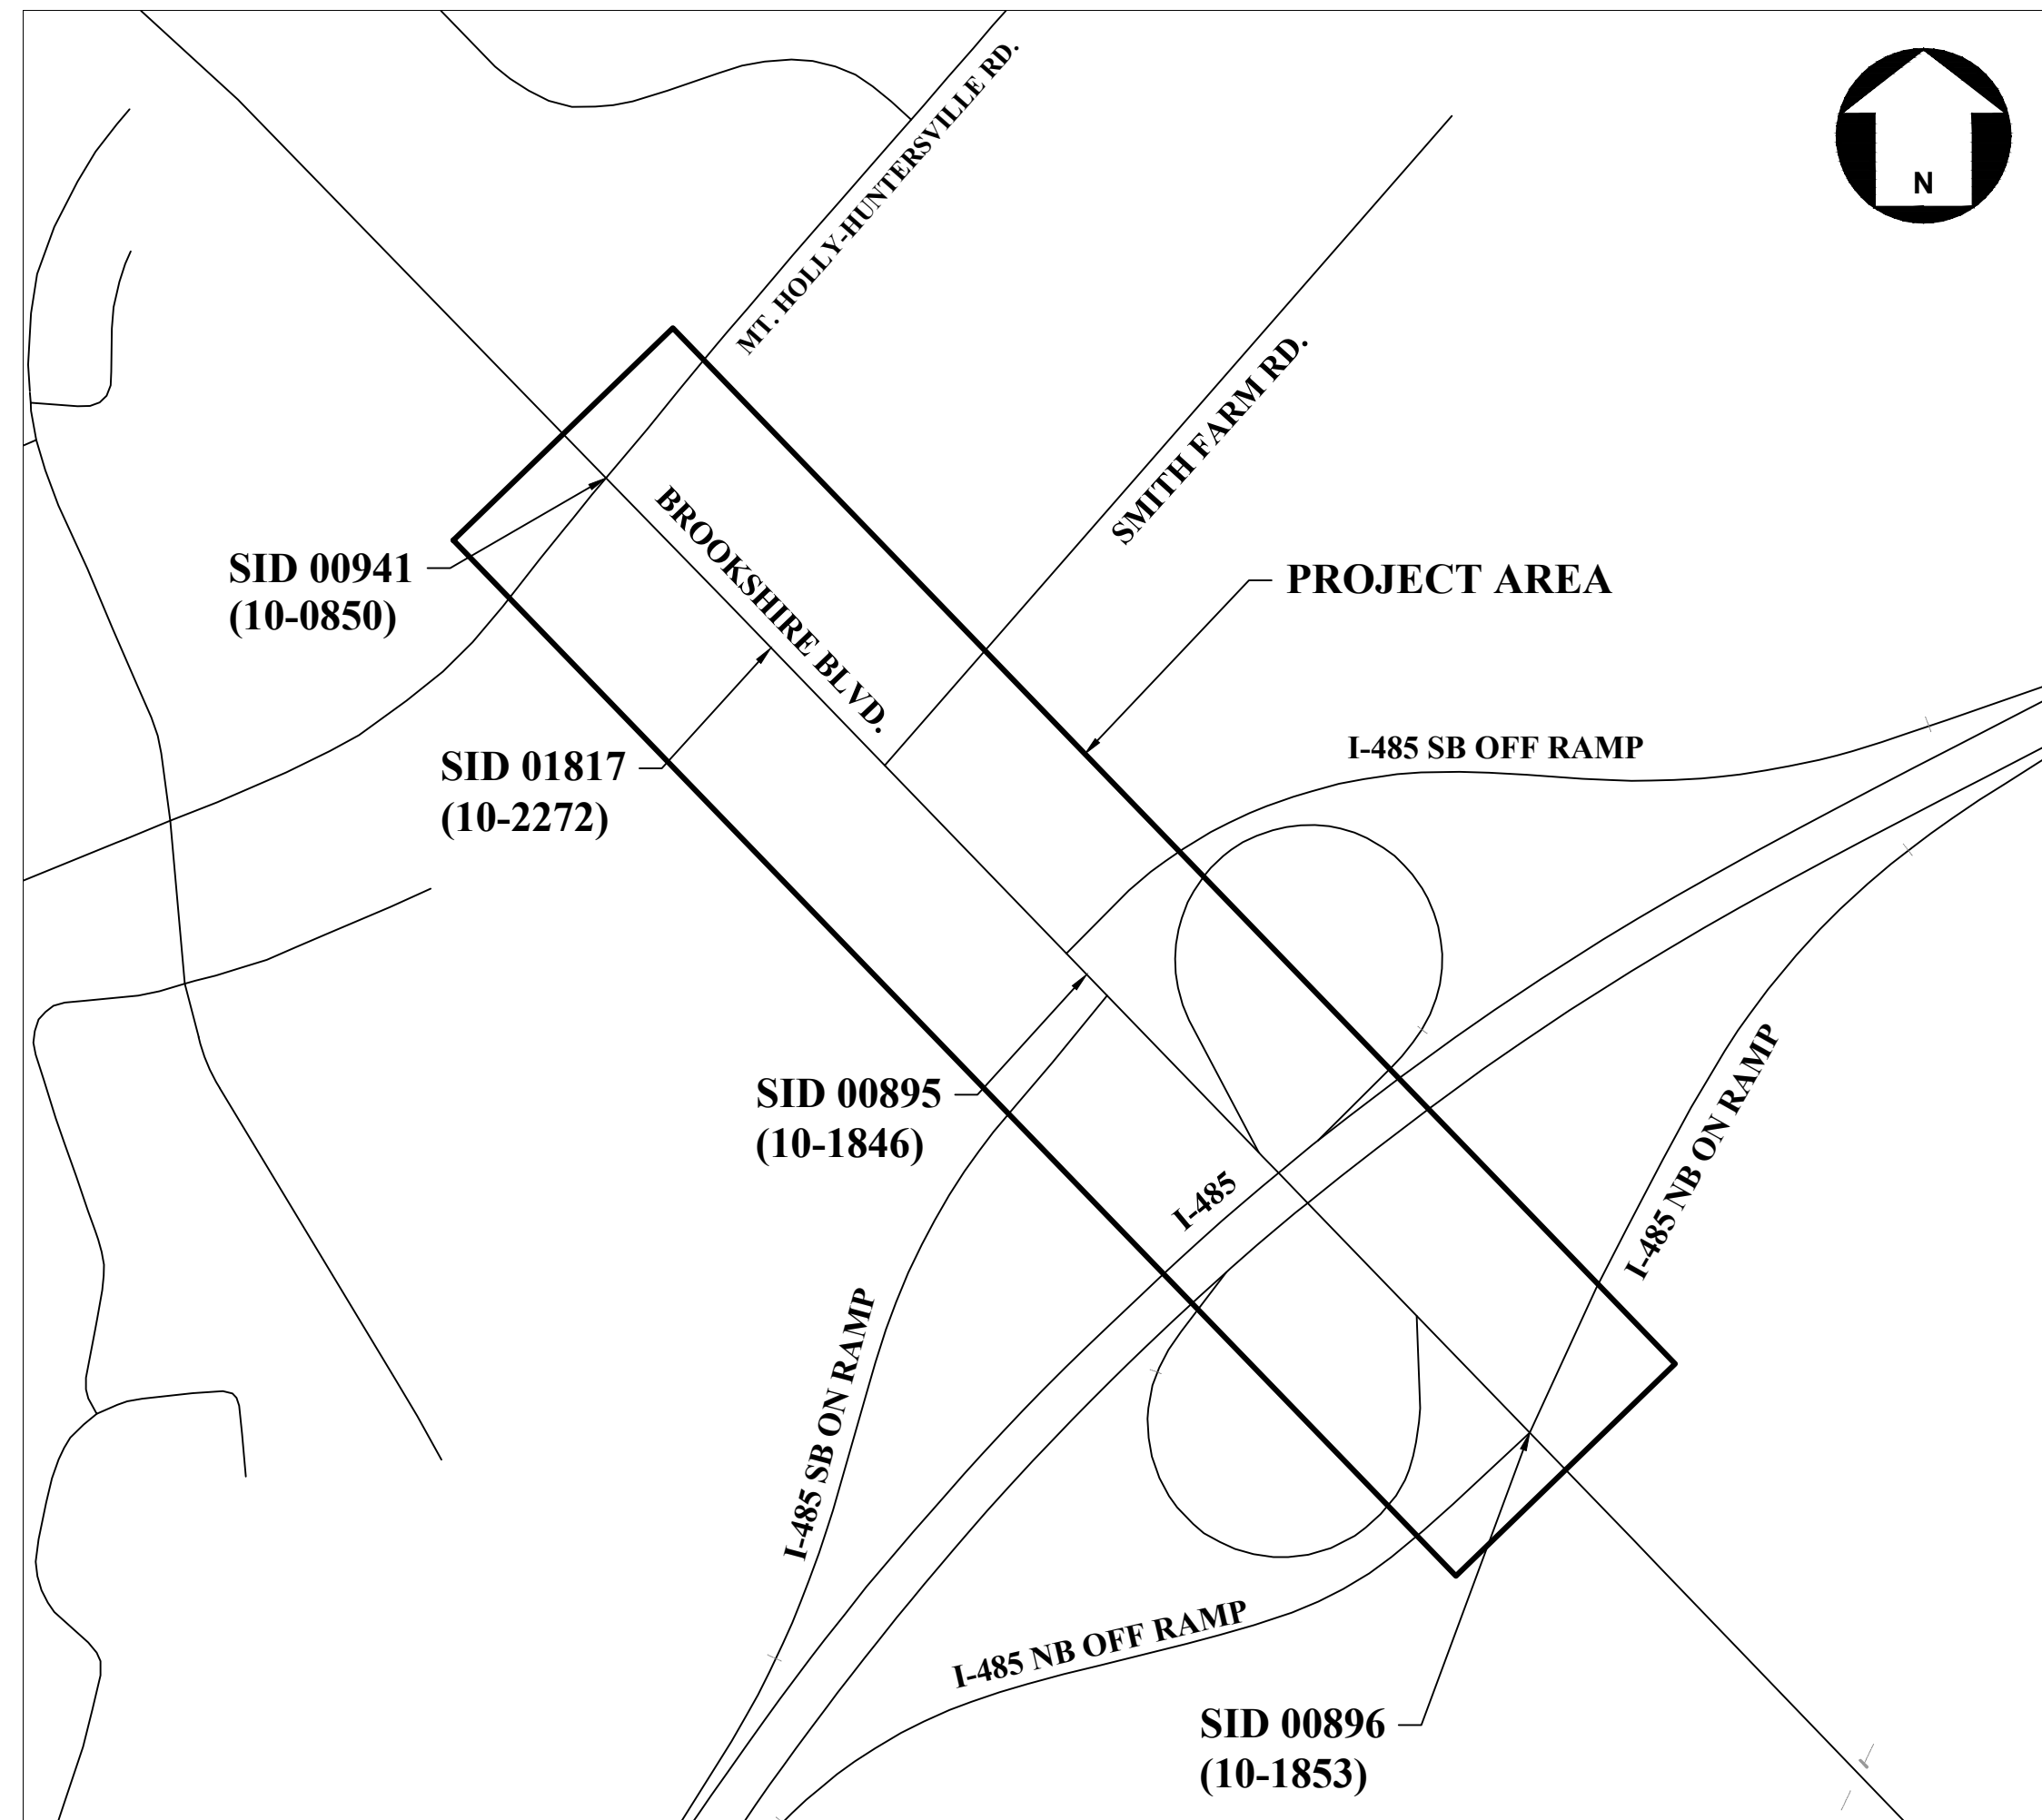 MT. HOLLY-HUNTERSVILLE RD.
N
SMITH FARM RD.
BROOKSHIRE BLVD.
SID 00941
(10-0850)
PROJECT AREA
SID 01817
(10-2272)
I-485 SB OFF RAMP
SID 00895
(10-1846)
I-485
I-485 NB ON RAMP
I-485 SB ON RAMP
I-485 NB OFF RAMP
SID 00896
(10-1853)